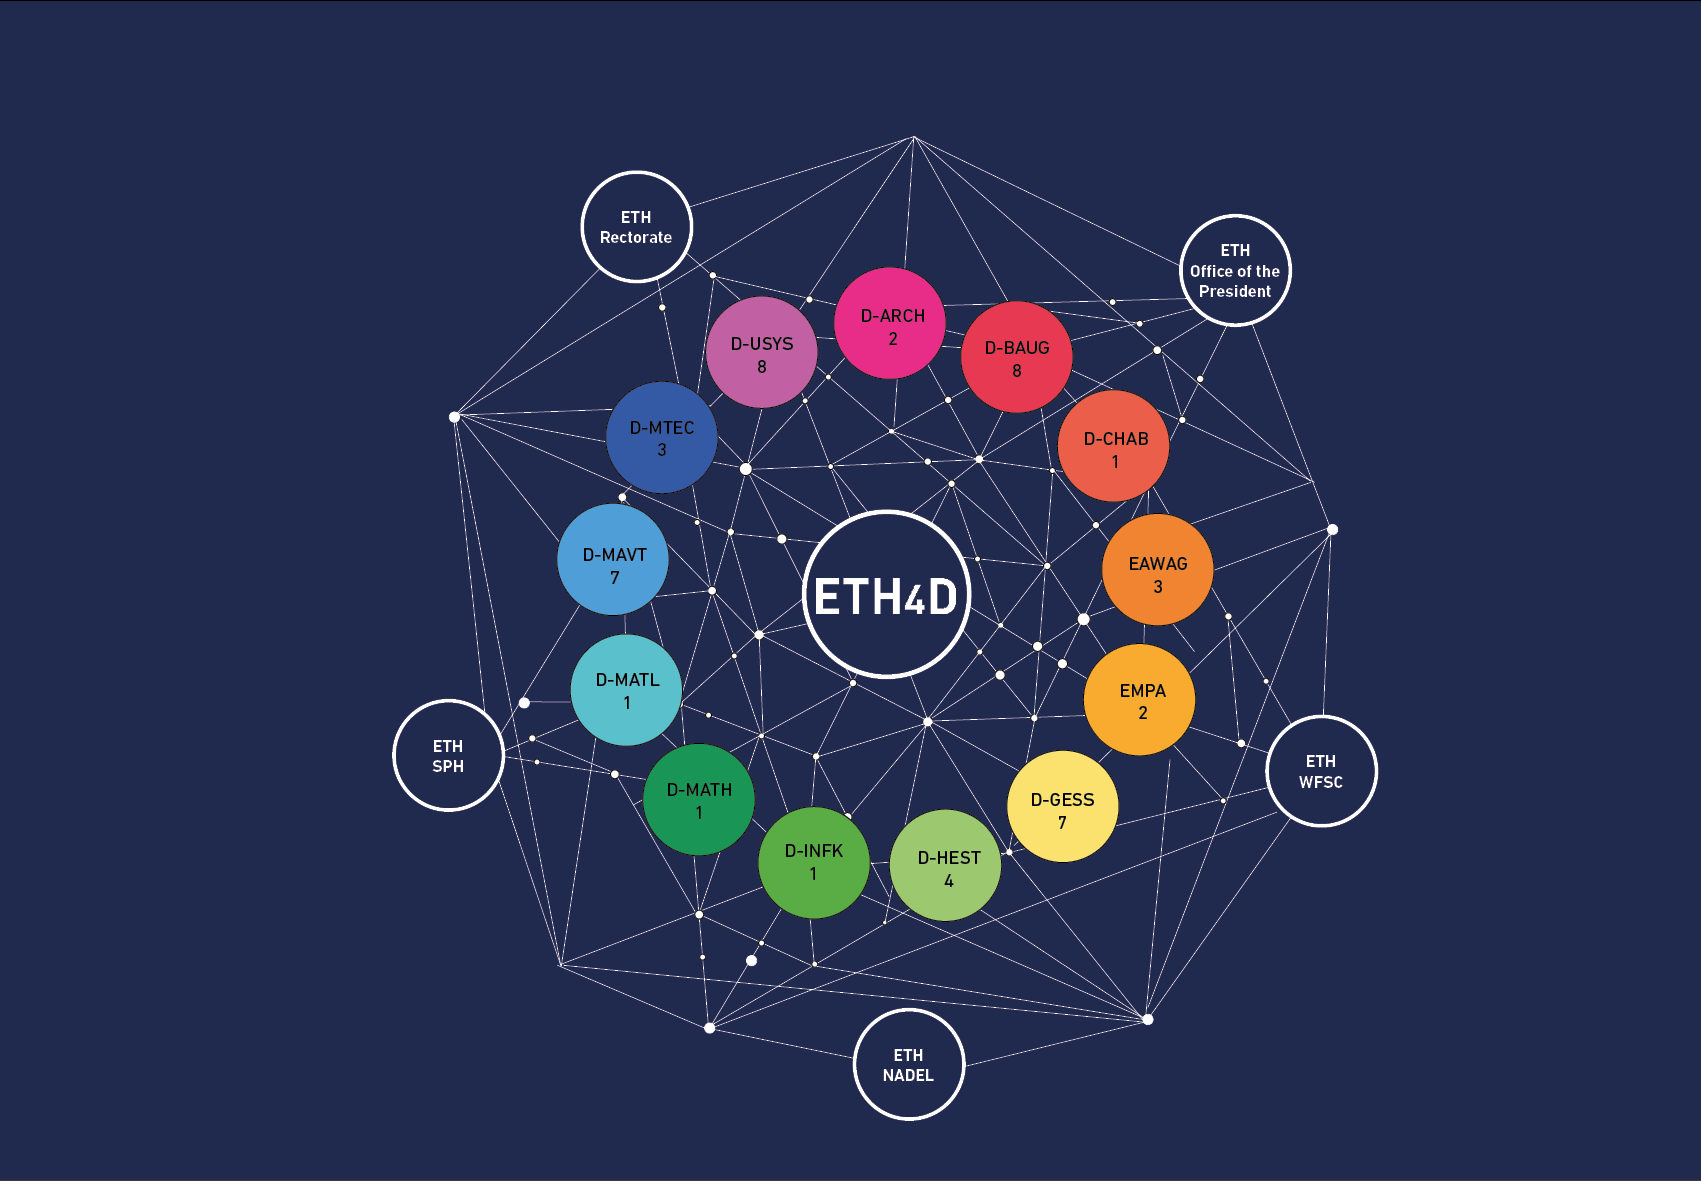 ETH
Rectorate
ETH
Office of the
President
D-ARCH
2
D-USYS
8
D-BAUG
8
D-MTEC
3
D-CHAB
1
D-MAVT
7
EAWAG
3
ETH4D
D-MATL
1
EMPA
2
ETH
SPH
ETH
WFSC
D-MATH
1
D-GESS
7
D-INFK
1
D-HEST
4
ETH
NADEL